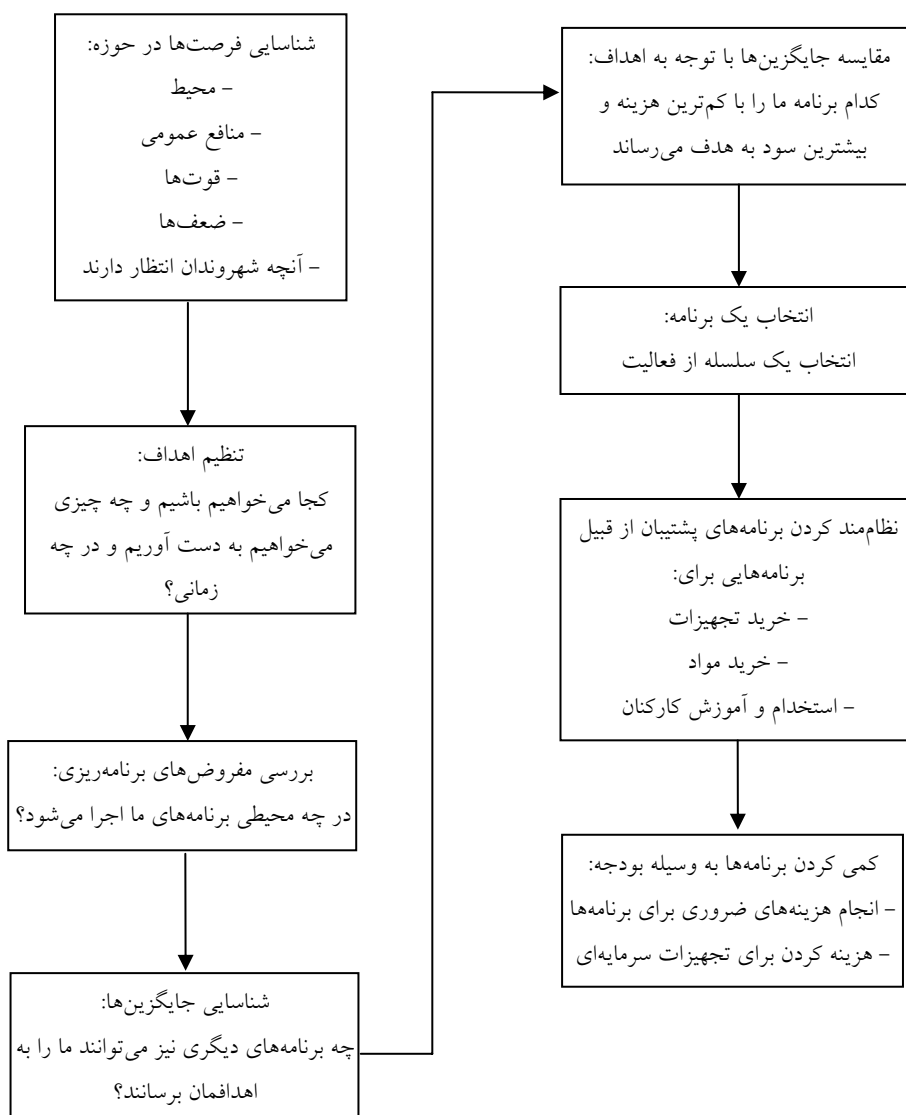 شناسایی فرصت‌ها در حوزه:
– محیط
– منافع عمومی
– قوت‌ها
– ضعف‌ها
– آنچه شهروندان انتظار دارند
تنظیم اهداف:
کجا می‌خواهیم باشیم و چه چیزی
می‌خواهیم به دست آوریم و در چه
زمانی؟
بررسی مفروض‌های برنامه‌ریزی:
در چه محیطی برنامه‌های ما اجرا می‌شود؟
شناسایی جایگزین‌ها:
چه برنامه‌های دیگری نیز می‌توانند ما را به
اهدافمان برسانند؟
مقایسه جایگزین‌ها با توجه به اهداف:
کدام برنامه ما را با کم‌ترین هزینه و
بیشترین سود به هدف می‌رساند
انتخاب یک برنامه:
انتخاب یک سلسله از فعالیت
نظام‌مند کردن برنامه‌های پشتیبان از قبیل
برنامه‌هایی برای:
– خرید تجهیزات
– خرید مواد
– استخدام و آموزش کارکنان
کمی کردن برنامه‌ها به وسیله بودجه:
– انجام هزینه‌های ضروری برای برنامه‌ها
– هزینه کردن برای تجهیزات سرمایه‌ای